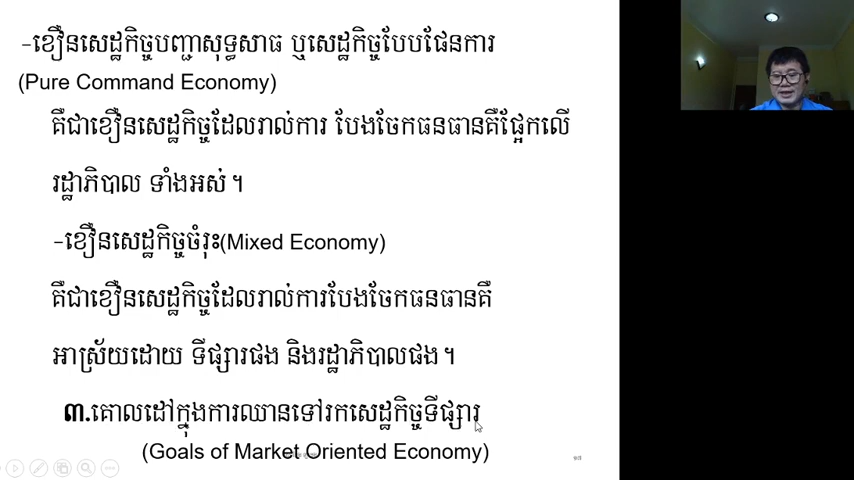 -ខឿនសេដ្ឋកិច្ចបញ្ជាសុទ្ធសាធ ឬសេដ្ឋកិច្ចបែបផែនការ
(Pure Command Economy)
គឺជាខឿនសេដ្ឋកិច្ចដែលរាល់ការ បែងចែកធនធានគឺផ្អែកលើ
រដ្ឋាភិបាល ទាំងអស់។
-ខឿនសេដ្ឋកិច្ចចំរុះ(Mixed Economy)
គឺជាខឿនសេដ្ឋកិច្ចដែលរាល់ការបែងចែកធនធានគឺ
អាស្រ័យដោយ ទីផ្សារផង និងរដ្ឋាភិបាលផង។
៣.គោលដៅក្នុងការឈានទៅរកសេដ្ឋកិច្ចទីផ្សារ
(Goals of Market Oriented Economy)